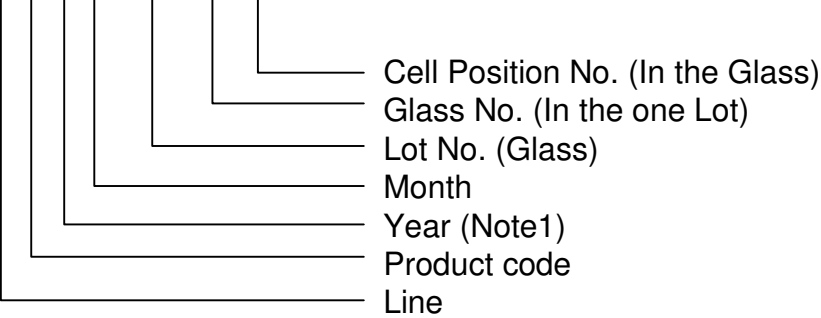 Cell Position No. (In the Glass)
Glass No. (In the one Lot)
Lot No. (Glass)
Month
Year (Note1)
Product code
Line